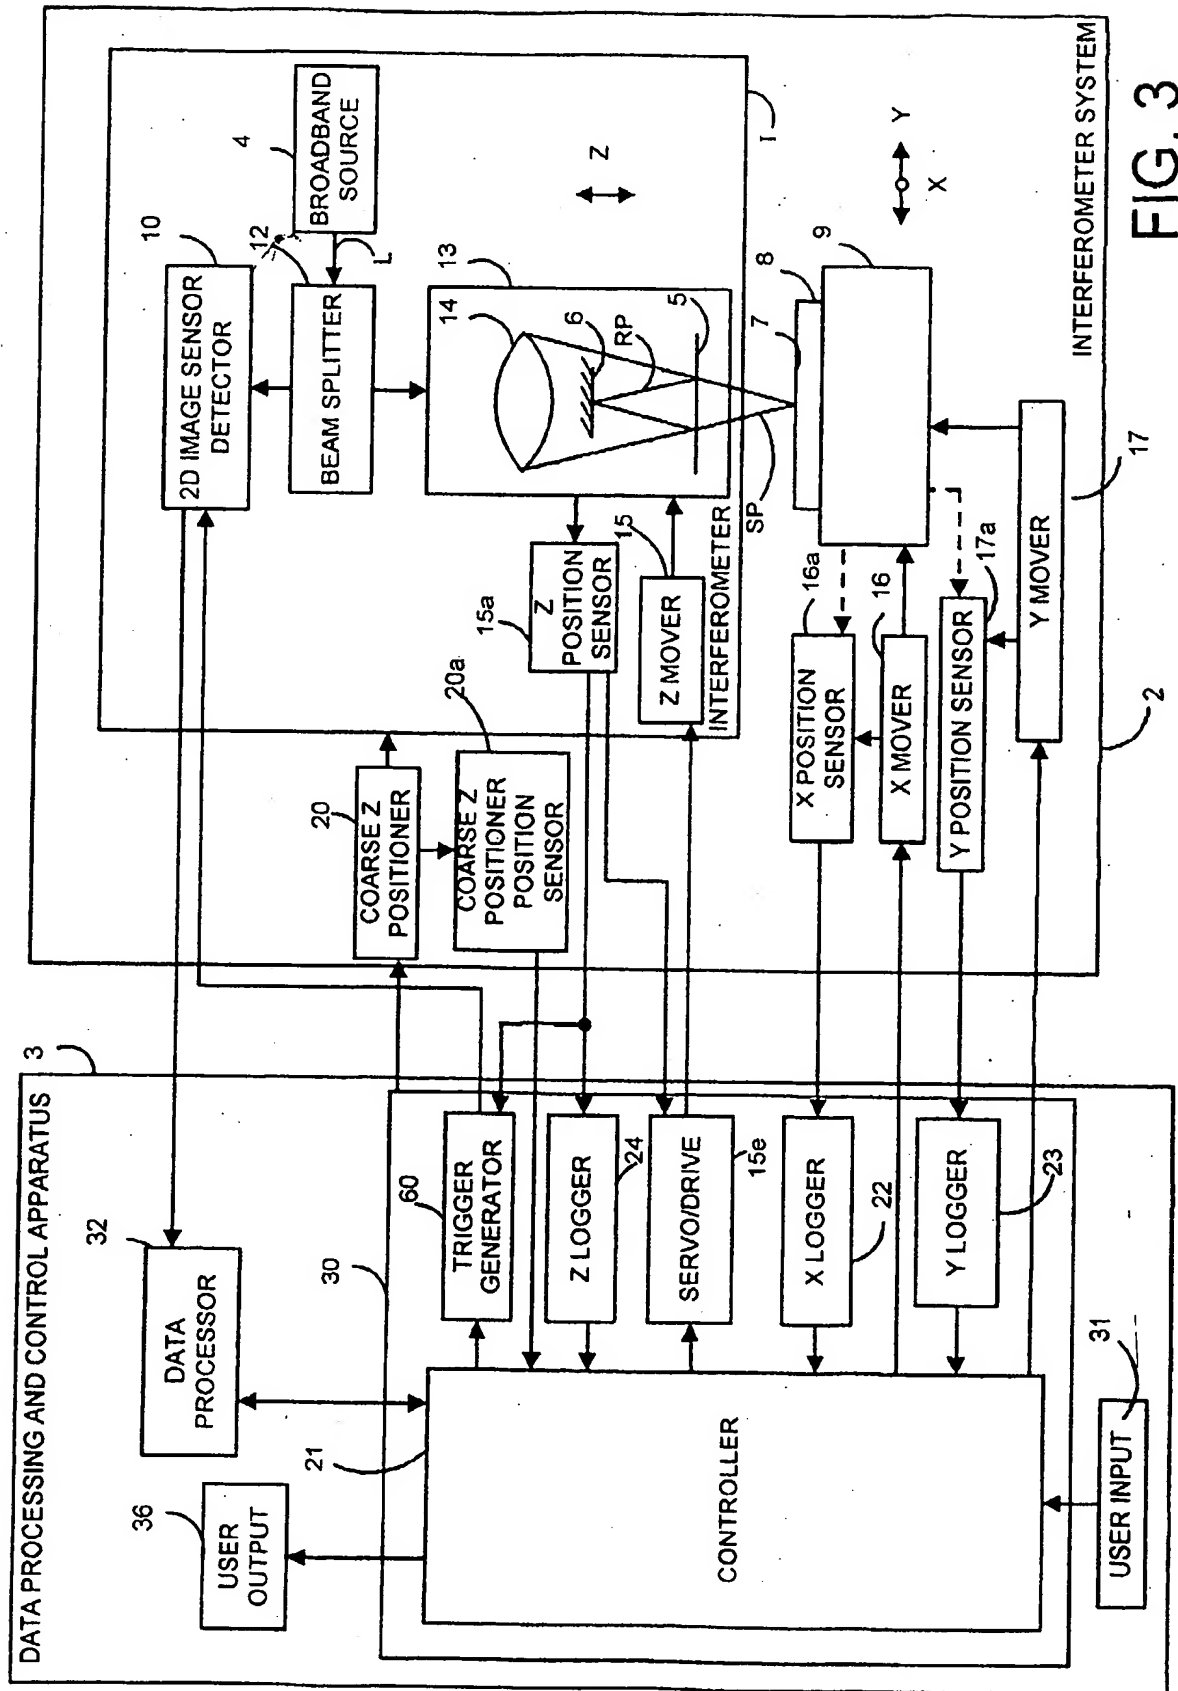 DATA PROCESSING AND CONTROL APPARATUS
3
36
USER
OUTPUT
32
DATA
PROCESSOR
30
21
CONTROLLER
31
USER INPUT
60
TRIGGER
GENERATOR
Z LOGGER
24
SERVO/DRIVE
15e
X LOGGER
22
Y LOGGER
23
INTERFEROMETER SYSTEM
2
20
COARSE Z
POSITIONER
20a
COARSE Z
POSITIONER
POSITION
SENSOR
INTERFEROMETER
I
10
2D IMAGE SENSOR
DETECTOR
12
BEAM SPLITTER
4
BROADBAND
SOURCE
L
13
14
6
RP
5
SP
Z
15a
Z
POSITION
SENSOR
15
Z MOVER
7
8
9
Y
X
16a
X POSITION
SENSOR
16
X MOVER
17a
Y POSITION SENSOR
17
Y MOVER
FIG. 3